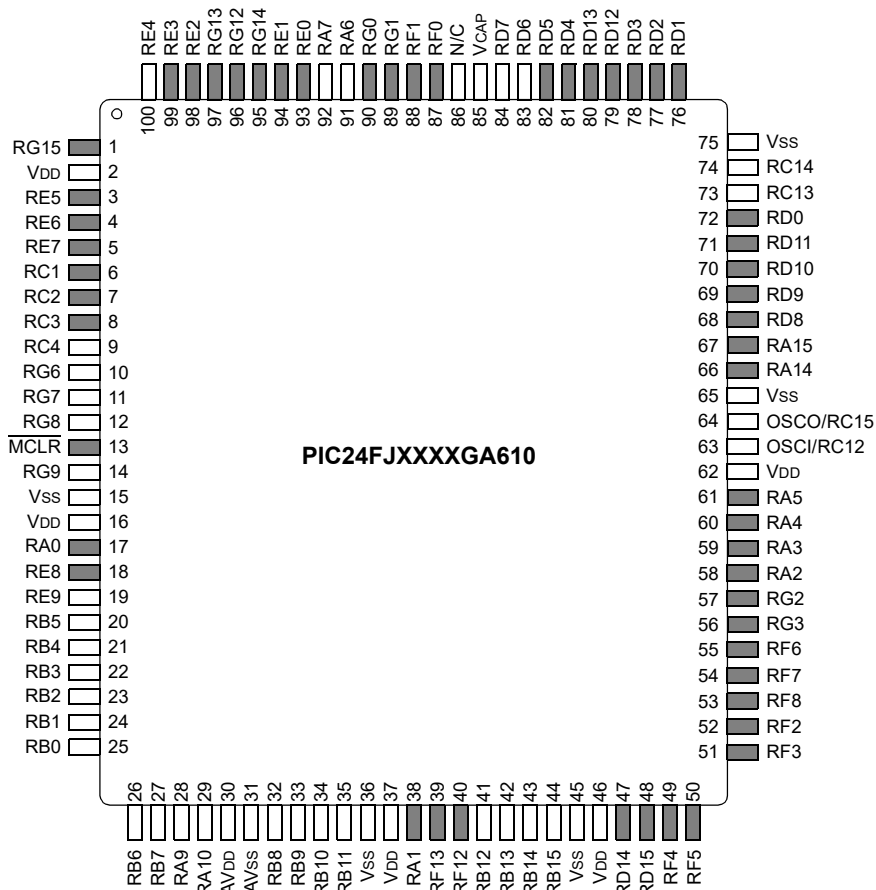 RE4 RE3 RE2 RG13 RG12 RG14 RE1 RE0 RA7 RA6 RG0 RG1 RF1 RF0 N/C VCAP RD7 RD6 RD5 RD4 RD13 RD12 RD3 RD2 RD1
100 99 98 97 96 95 94 93 92 91 90 89 88 87 86 85 84 83 82 81 80 79 78 77 76
RG15 1
VDD 2
RE5 3
RE6 4
RE7 5
RC1 6
RC2 7
RC3 8
RC4 9
RG6 10
RG7 11
RG8 12
MCLR 13
RG9 14
VSS 15
VDD 16
RA0 17
RE8 18
RE9 19
RB5 20
RB4 21
RB3 22
RB2 23
RB1 24
RB0 25
PIC24FJXXXXGA610
75 VSS
74 RC14
73 RC13
72 RD0
71 RD11
70 RD10
69 RD9
68 RD8
67 RA15
66 RA14
65 VSS
64 OSCO/RC15
63 OSCI/RC12
62 VDD
61 RA5
60 RA4
59 RA3
58 RA2
57 RG2
56 RG3
55 RF6
54 RF7
53 RF8
52 RF2
51 RF3
26 27 28 29 30 31 32 33 34 35 36 37 38 39 40 41 42 43 44 45 46 47 48 49 50
RB6 RB7 RA9 RA10 AVDD AVSS RB8 RB9 RB10 RB11 VSS VDD RA1 RF13 RF12 RB12 RB13 RB14 RB15 VSS VDD RD14 RD15 RF4 RF5